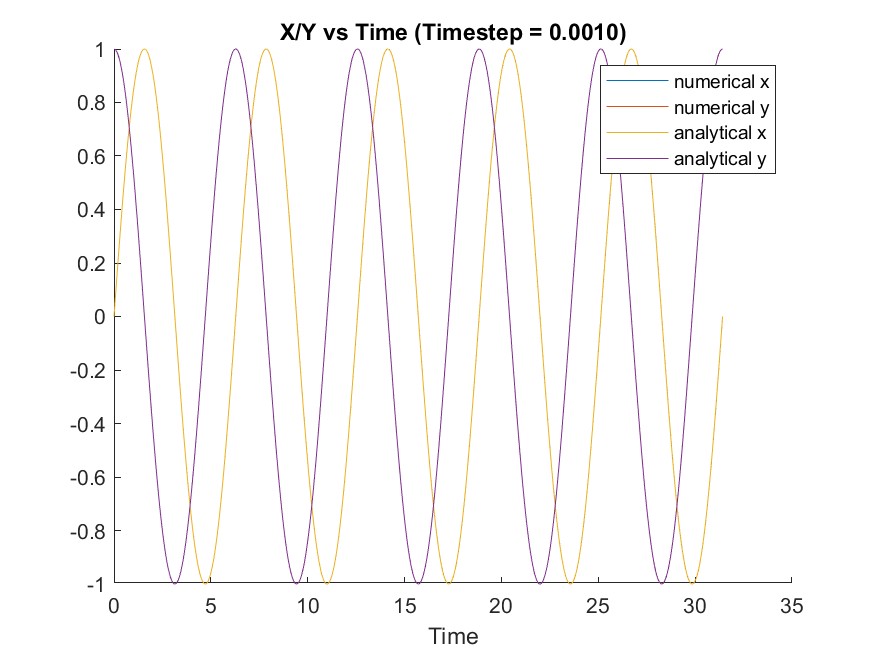 X/Y vs Time (Timestep = 0.0010)
1
0.8
0.6
0.4
0.2
0
-0.2
-0.4
-0.6
-0.8
-1
numerical x
numerical y
analytical x
analytical y
0 5 10 15 20 25 30 35
Time